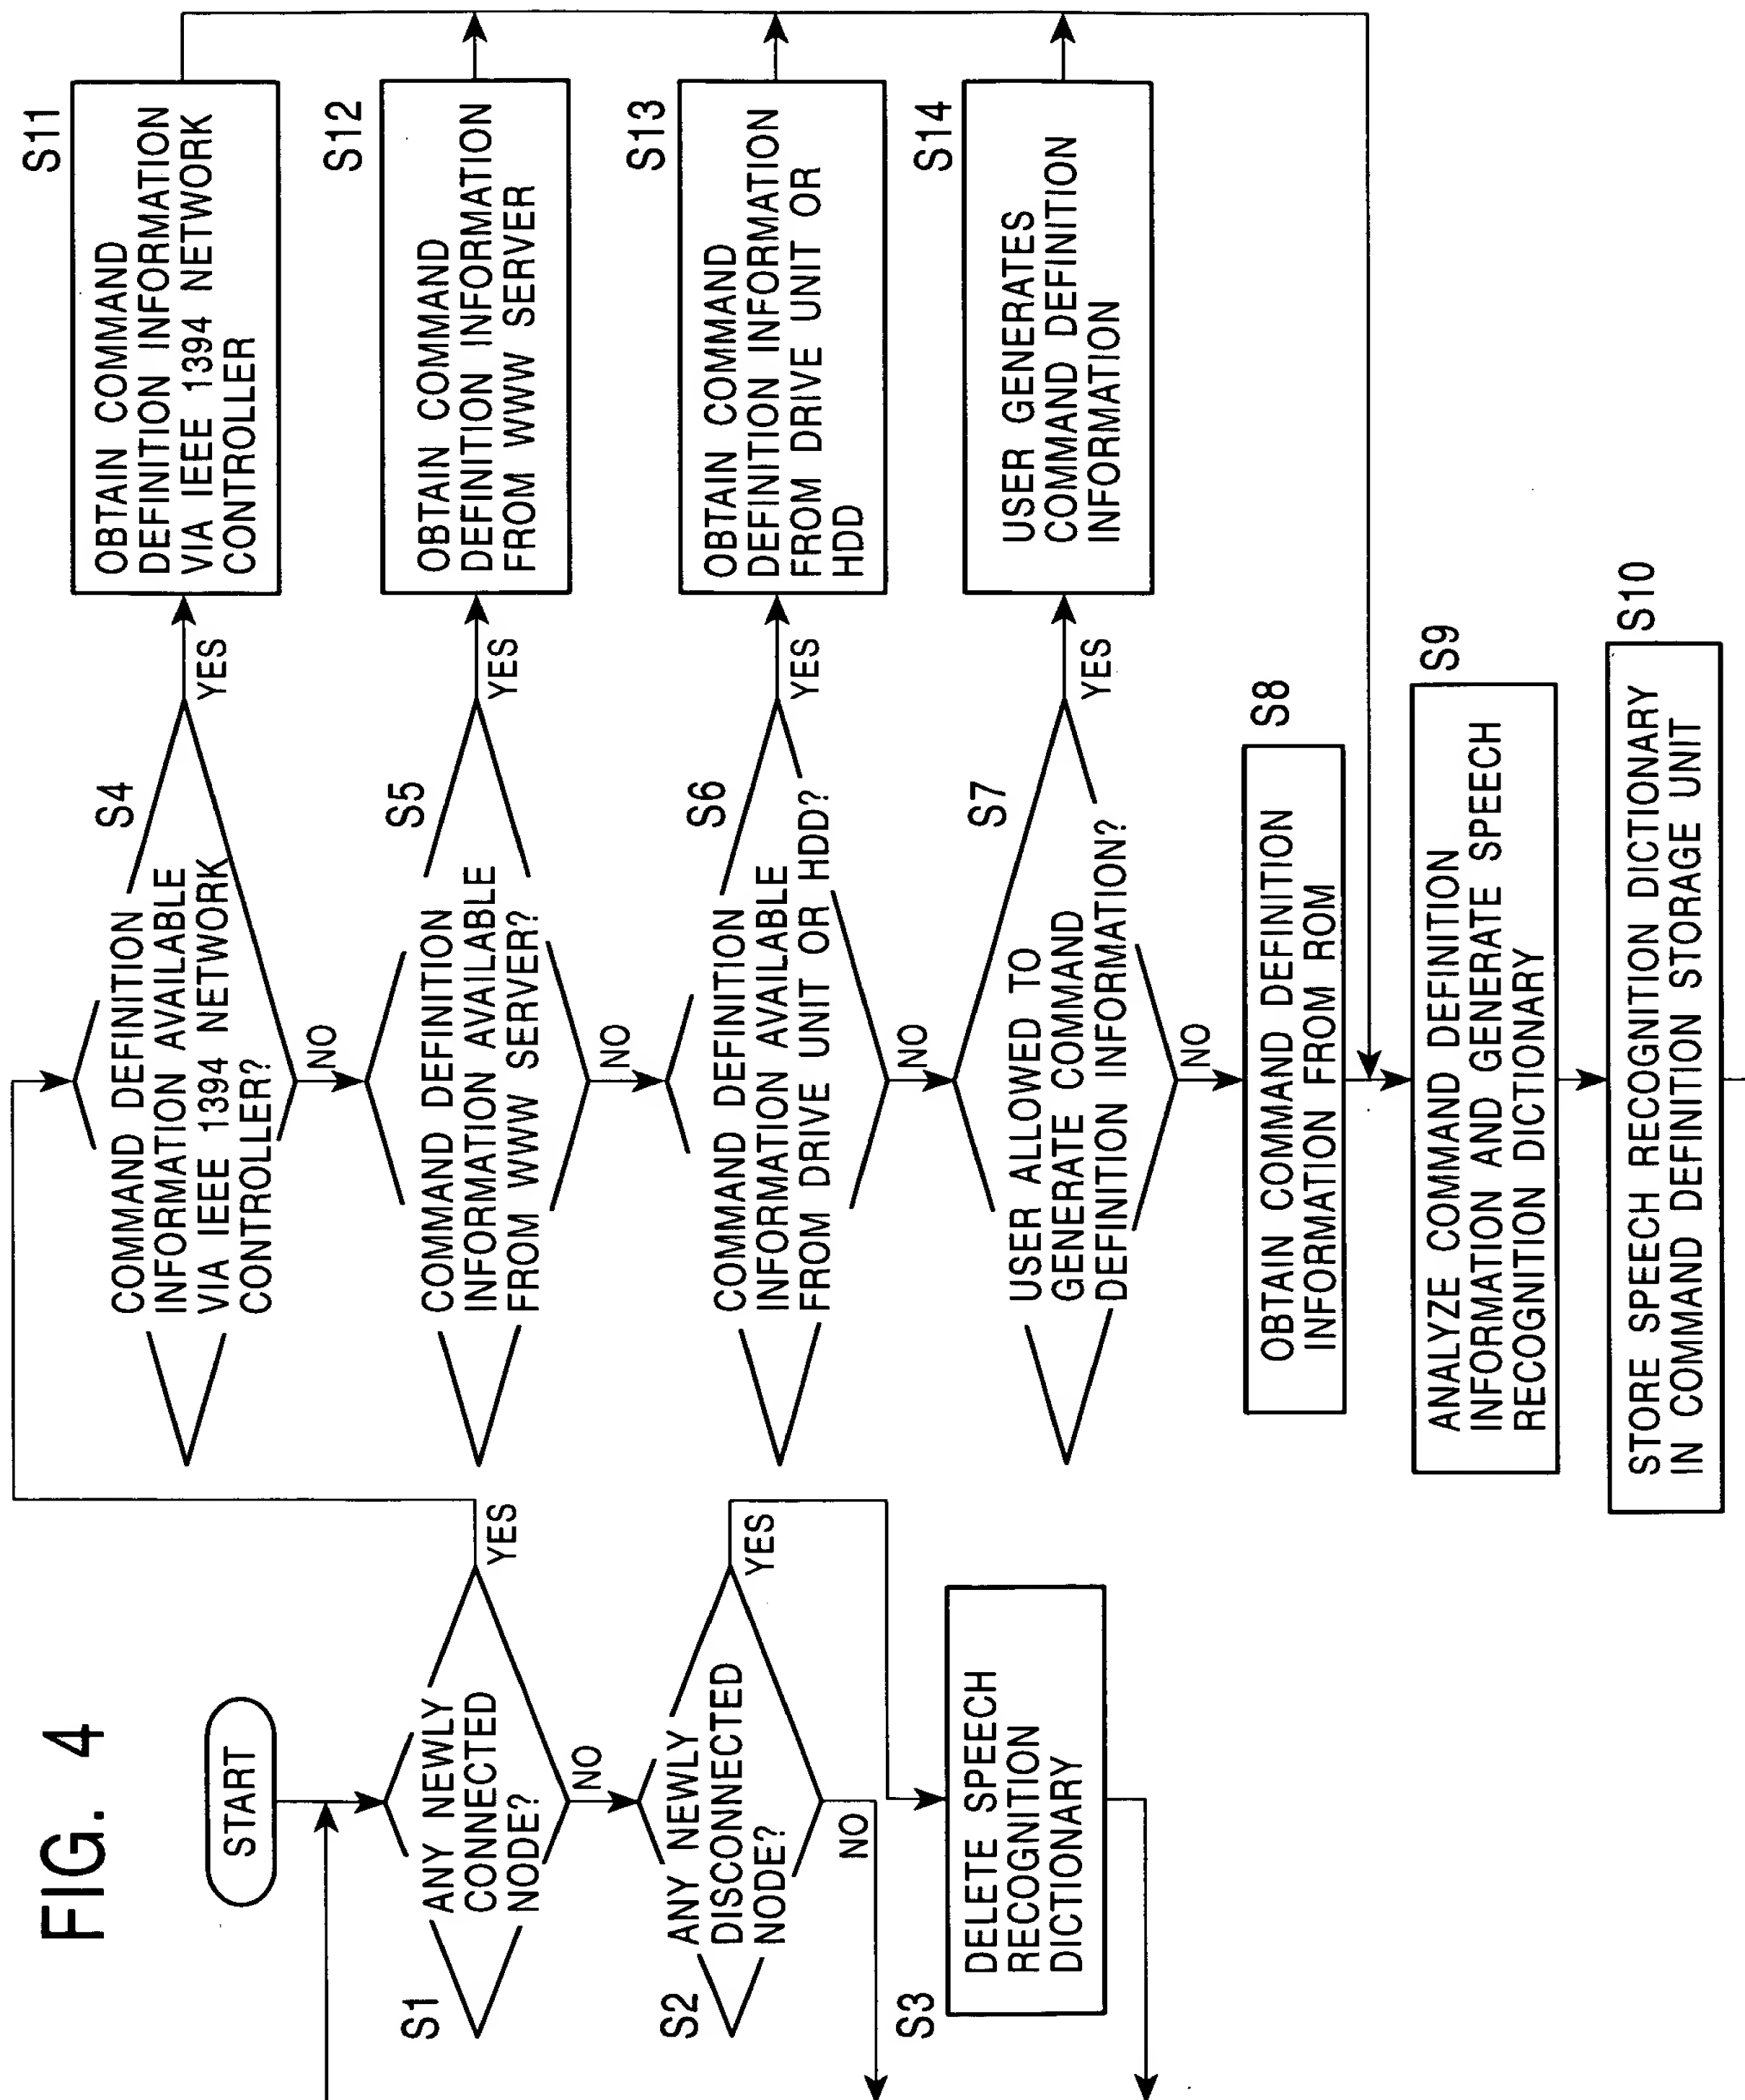 FIG. 4
START
S1
ANY NEWLY
CONNECTED
NODE?
YES
NO
S2
ANY NEWLY
DISCONNECTED
NODE?
YES
NO
S3
DELETE SPEECH
RECOGNITION
DICTIONARY
S4
COMMAND DEFINITION
INFORMATION AVAILABLE
VIA IEEE 1394 NETWORK
CONTROLLER?
YES
NO
S11
OBTAIN COMMAND
DEFINITION INFORMATION
VIA IEEE 1394 NETWORK
CONTROLLER
S5
COMMAND DEFINITION
INFORMATION AVAILABLE
FROM WWW SERVER?
YES
NO
S12
OBTAIN COMMAND
DEFINITION INFORMATION
FROM WWW SERVER
S6
COMMAND DEFINITION
INFORMATION AVAILABLE
FROM DRIVE UNIT OR HDD?
YES
NO
S13
OBTAIN COMMAND
DEFINITION INFORMATION
FROM DRIVE UNIT OR
HDD
S7
USER ALLOWED TO
GENERATE COMMAND
DEFINITION INFORMATION?
YES
NO
S14
USER GENERATES
COMMAND DEFINITION
INFORMATION
S8
OBTAIN COMMAND DEFINITION
INFORMATION FROM ROM
S9
ANALYZE COMMAND DEFINITION
INFORMATION AND GENERATE SPEECH
RECOGNITION DICTIONARY
S10
STORE SPEECH RECOGNITION DICTIONARY
IN COMMAND DEFINITION STORAGE UNIT